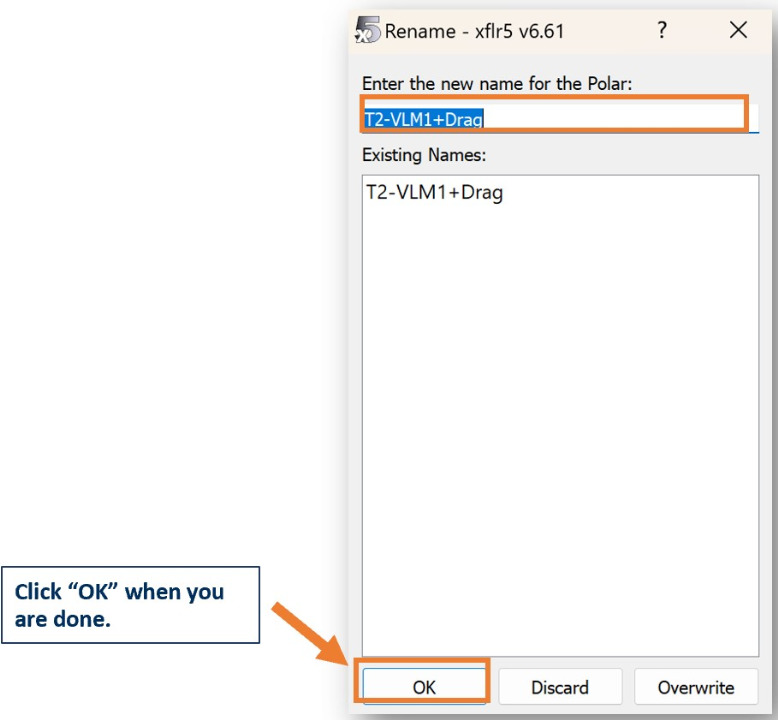 Rename - xflr5 v6.61
?
Enter the new name for the Polar:
T2-VLM1+Drag
Existing Names:
T2-VLM1+Drag
Click “OK” when you
are done.
OK
Discard
Overwrite